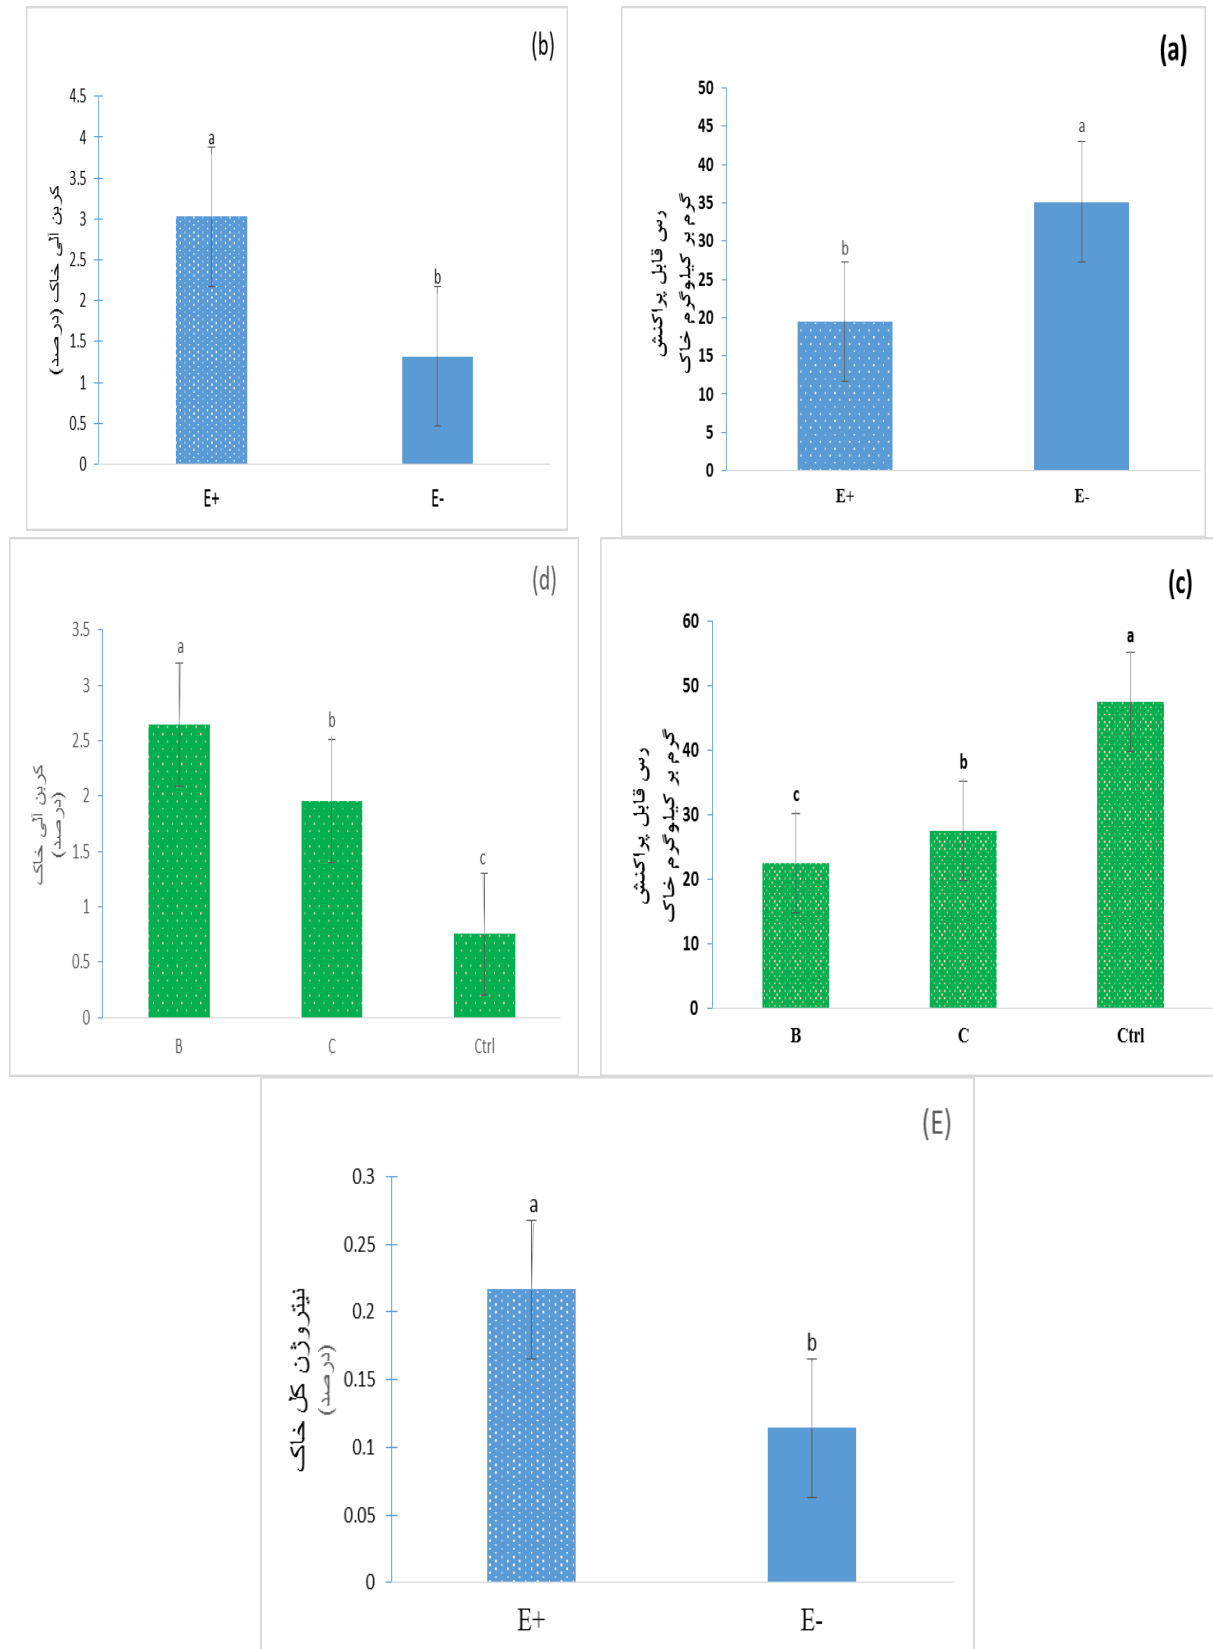 (b)
4.5
4
3.5
3
2.5
2
1.5
1
0.5
0
a
b
E+
E-
کربن آلی خاک (درصد)
(a)
50
45
40
35
30
25
20
15
10
5
0
b
a
E+
E-
رس قابل پراکنش
گرم بر کیلوگرم خاک
(d)
3.5
3
2.5
2
1.5
1
0.5
0
a
b
c
B
C
Ctrl
کربن آلی خاک
(درصد)
(c)
60
50
40
30
20
10
0
c
b
a
B
C
Ctrl
رس قابل پراکنش
گرم بر کیلوگرم خاک
(E)
0.3
0.25
0.2
0.15
0.1
0.05
0
a
b
E+
E-
نیتروژن کل خاک
(درصد)